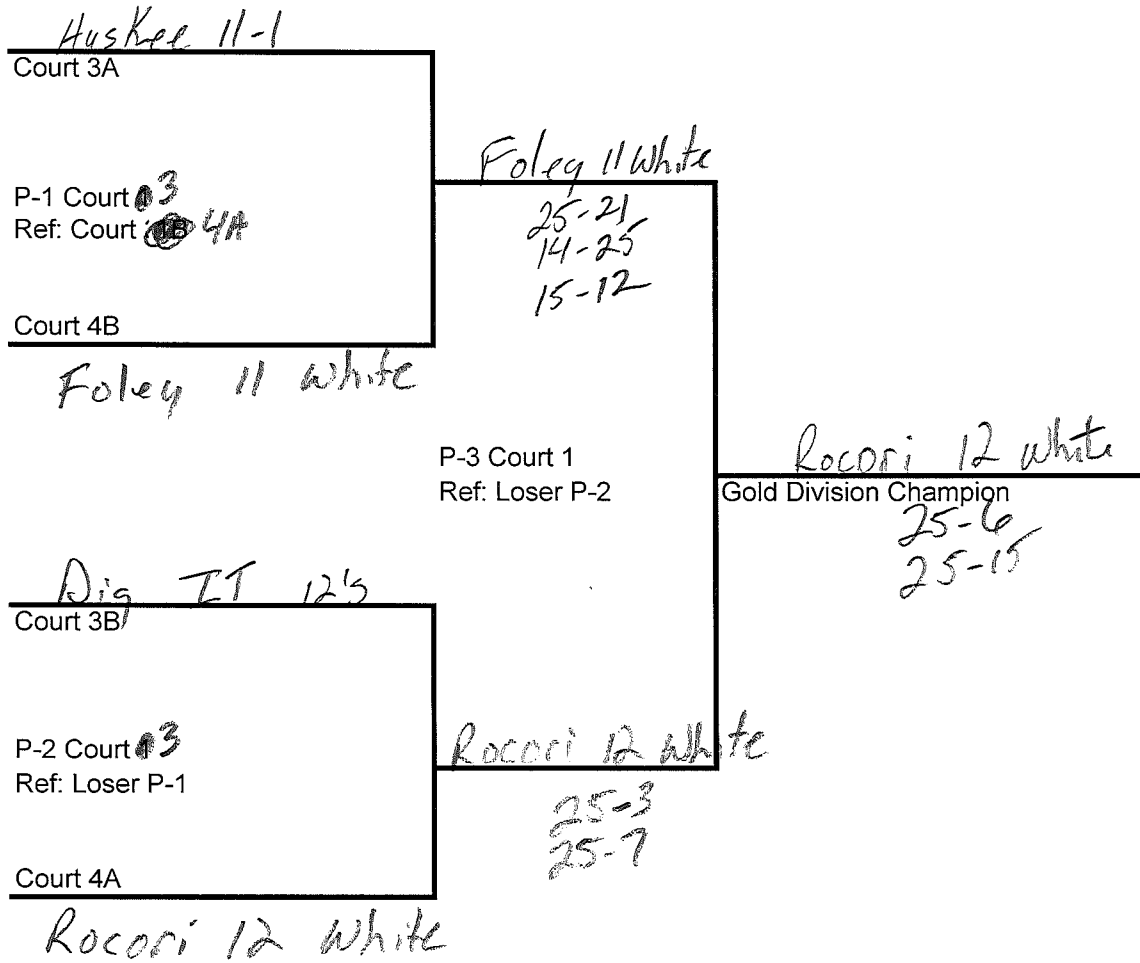 Huskee 11-1
Court 3A
P-1 Court 3
Ref: Court 4A
Court 4B
Foley 11 White
Foley 11 White
25-21
14-25
15-12
P-3 Court 1
Ref: Loser P-2
Rocori 12 White
Gold Division Champion
25-6
25-15
Dig IT 12's
Court 3B
P-2 Court 3
Ref: Loser P-1
Court 4A
Rocori 12 White
Rocori 12 White
25-3
25-7